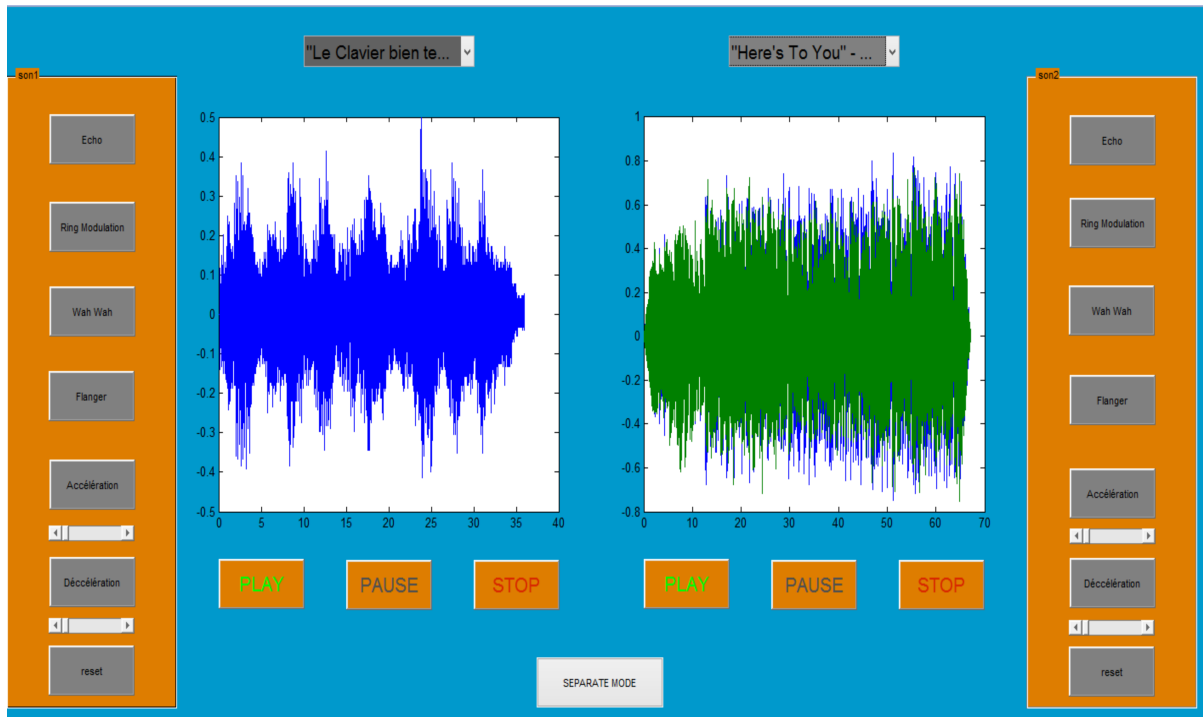 "Le Clavier bien te...
"Here's To You" - ...
son1
Echo
Ring Modulation
Wah Wah
Flanger
Accélération
Déccélération
reset
0.5
0.4
0.3
0.2
0.1
0
-0.1
-0.2
-0.3
-0.4
-0.5
0 5 10 15 20 25 30 35 40
PLAY PAUSE STOP
1
0.8
0.6
0.4
0.2
0
-0.2
-0.4
-0.6
-0.8
0 10 20 30 40 50 60 70
PLAY PAUSE STOP
son2
Echo
Ring Modulation
Wah Wah
Flanger
Accélération
Déccélération
reset
SEPARATE MODE